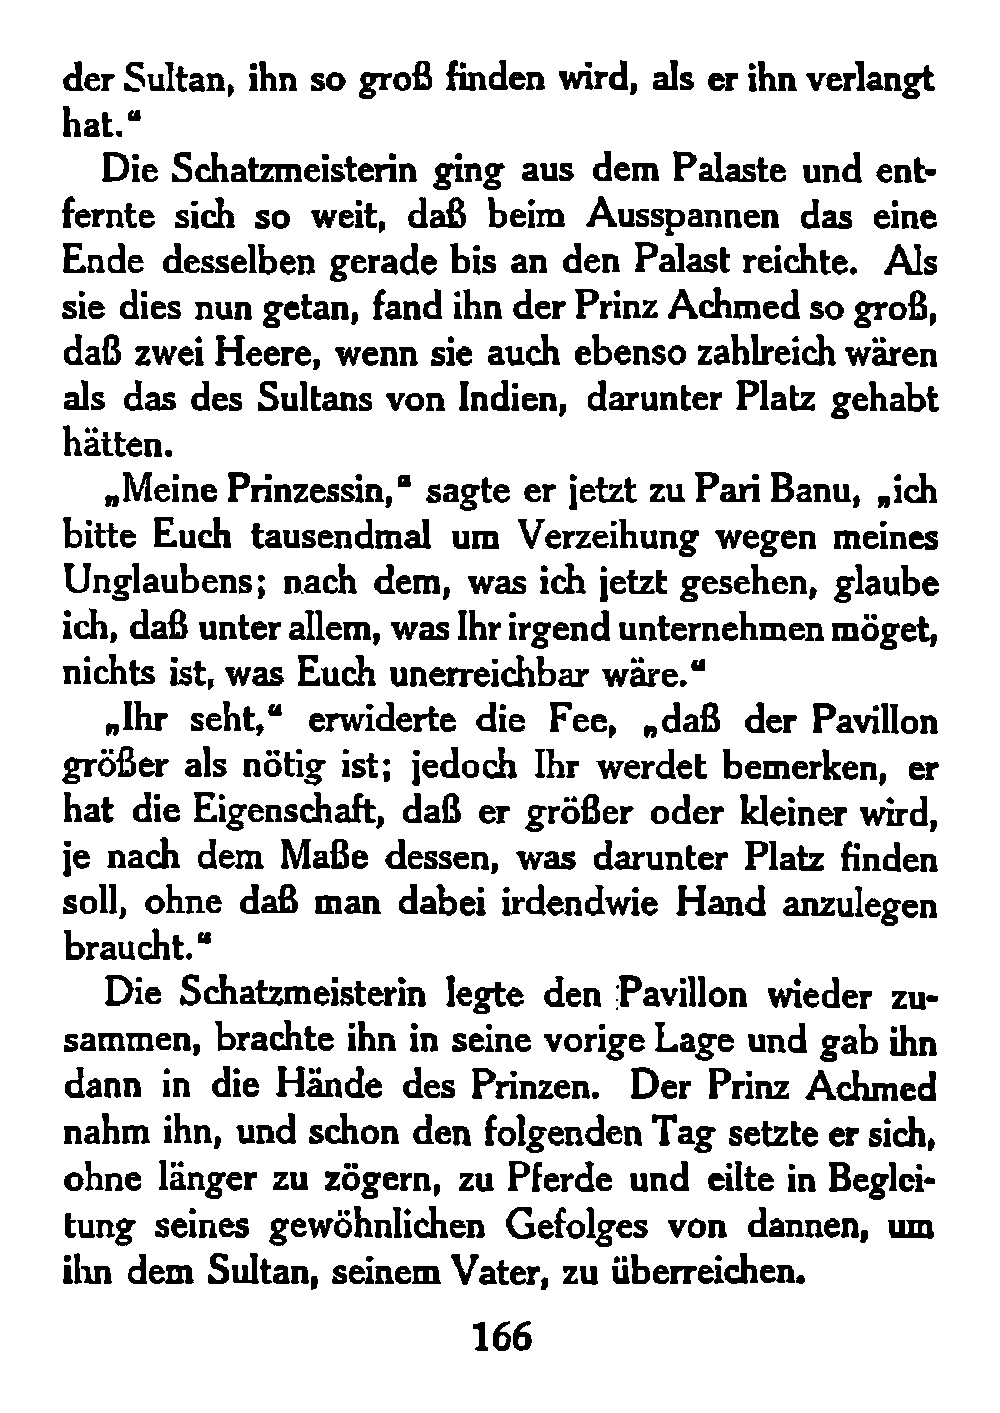 der Sultan, ihn so groß finden wird, als er ihn verlangt
hat.“
Die Schatzmeisterin ging aus dem Palaste und ent-
fernte sich so weit, daß beim Ausspannen das eine
Ende desselben gerade bis an den Palast reichte. Als
sie dies nun getan, fand ihn der Prinz Achmed so groß,
daß zwei Heere, wenn sie auch ebenso zahlreich wären
als das des Sultans von Indien, darunter Platz gehabt
hätten.
„Meine Prinzessin,“ sagte er jetzt zu Pari Banu, „ich
bitte Euch tausendmal um Verzeihung wegen meines
Unglaubens; nach dem, was ich jetzt gesehen, glaube
ich, daß unter allem, was Ihr irgend unternehmen möget,
nichts ist, was Euch unerreichbar wäre.“
„Ihr seht,“ erwiderte die Fee, „daß der Pavillon
größer als nötig ist; jedoch Ihr werdet bemerken, er
hat die Eigenschaft, daß er größer oder kleiner wird,
je nach dem Maße dessen, was darunter Platz finden
soll, ohne daß man dabei irdendwie Hand anzulegen
braucht.“
Die Schatzmeisterin legte den Pavillon wieder zu-
sammen, brachte ihn in seine vorige Lage und gab ihn
dann in die Hände des Prinzen. Der Prinz Achmed
nahm ihn, und schon den folgenden Tag setzte er sich,
ohne länger zu zögern, zu Pferde und eilte in Beglei-
tung seines gewöhnlichen Gefolges von dannen, um
ihn dem Sultan, seinem Vater, zu überreichen.
166